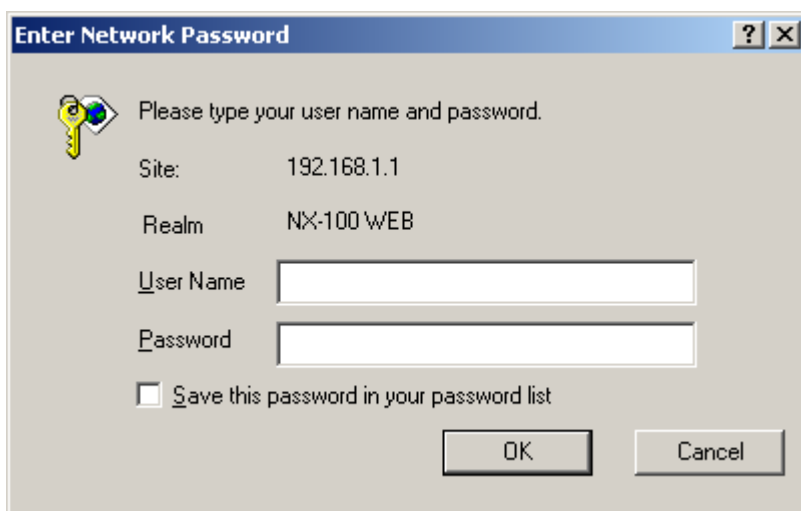 Enter Network Password
Please type your user name and password.
Site: 192.168.1.1
Realm NX-100 WEB
User Name
Password
Save this password in your password list
OK Cancel